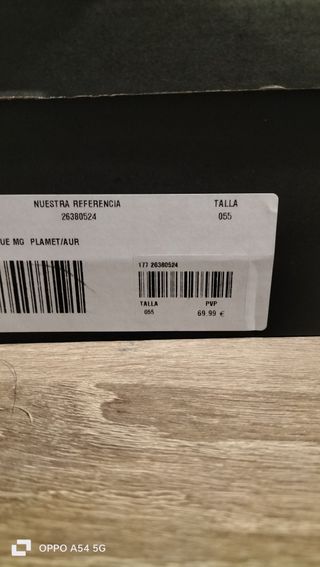 NUESTRA REFERENCIA TALLA
26380524 055
UE MG PLAMET/AUR
177 26380524
TALLA PVP
055 69.99 €
OPPO A54 5G